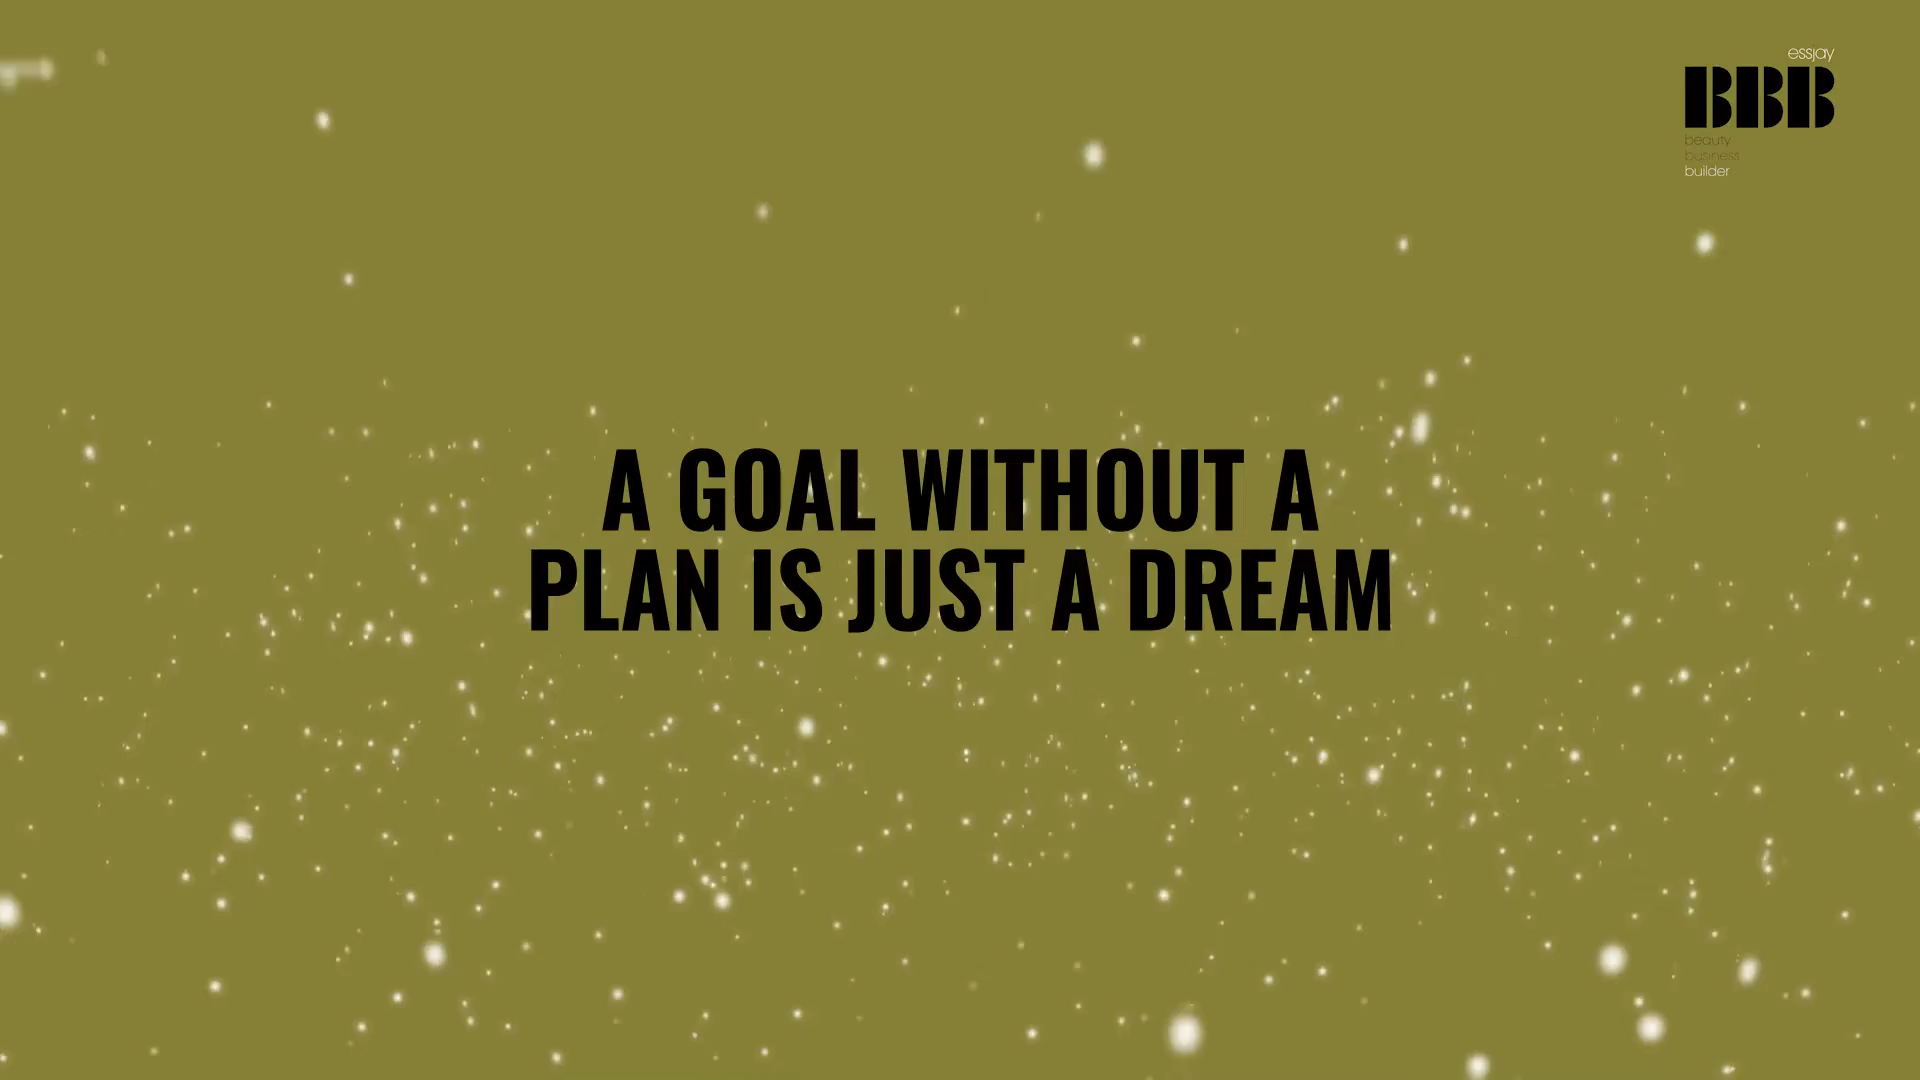 essjay
BBB
beauty
business
builder
A GOAL WITHOUT A
PLAN IS JUST A DREAM